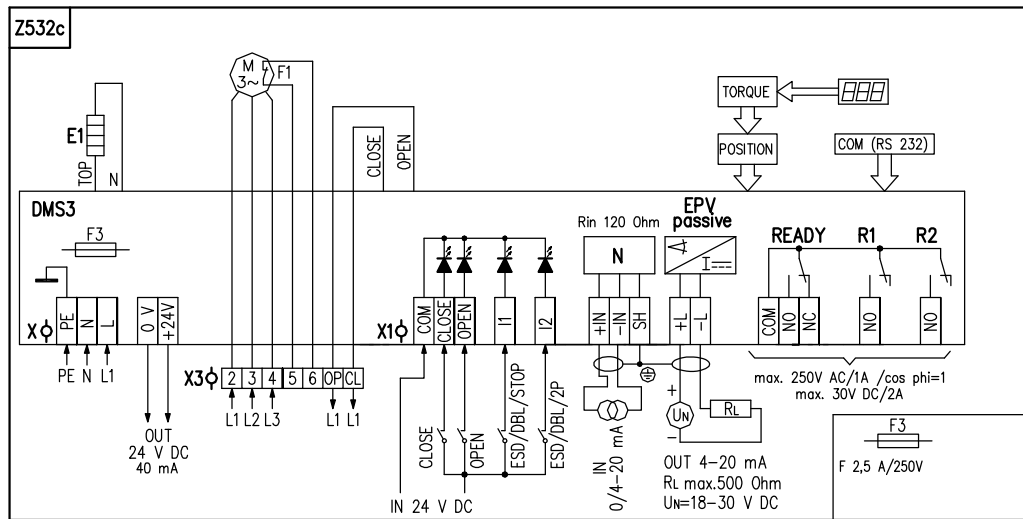 Z532c
M
3~
F1
E1
TOP
N
CLOSE
OPEN
TORQUE
POSITION
COM (RS 232)
DMS3
F3
Rin 120 Ohm
N
EPV
passive
READY
R1
R2
X
PE
N
L
0 V
+24V
X1
COM
CLOSE
OPEN
I1
I2
+IN
-IN
SH
+L
-L
COM
NO
NC
NO
NO
PE N L1
X3
2 3 4 5 6 OP CL
L1 L2 L3 L1 L1
OUT
24 V DC
40 mA
CLOSE
OPEN
ESD/DBL/STOP
ESD/DBL/2P
IN 24 V DC
IN
0/4-20 mA
+
UN
-
RL
OUT 4-20 mA
RL max.500 Ohm
UN=18-30 V DC
max. 250V AC/1A /cos phi=1
max. 30V DC/2A
F3
F 2,5 A/250V